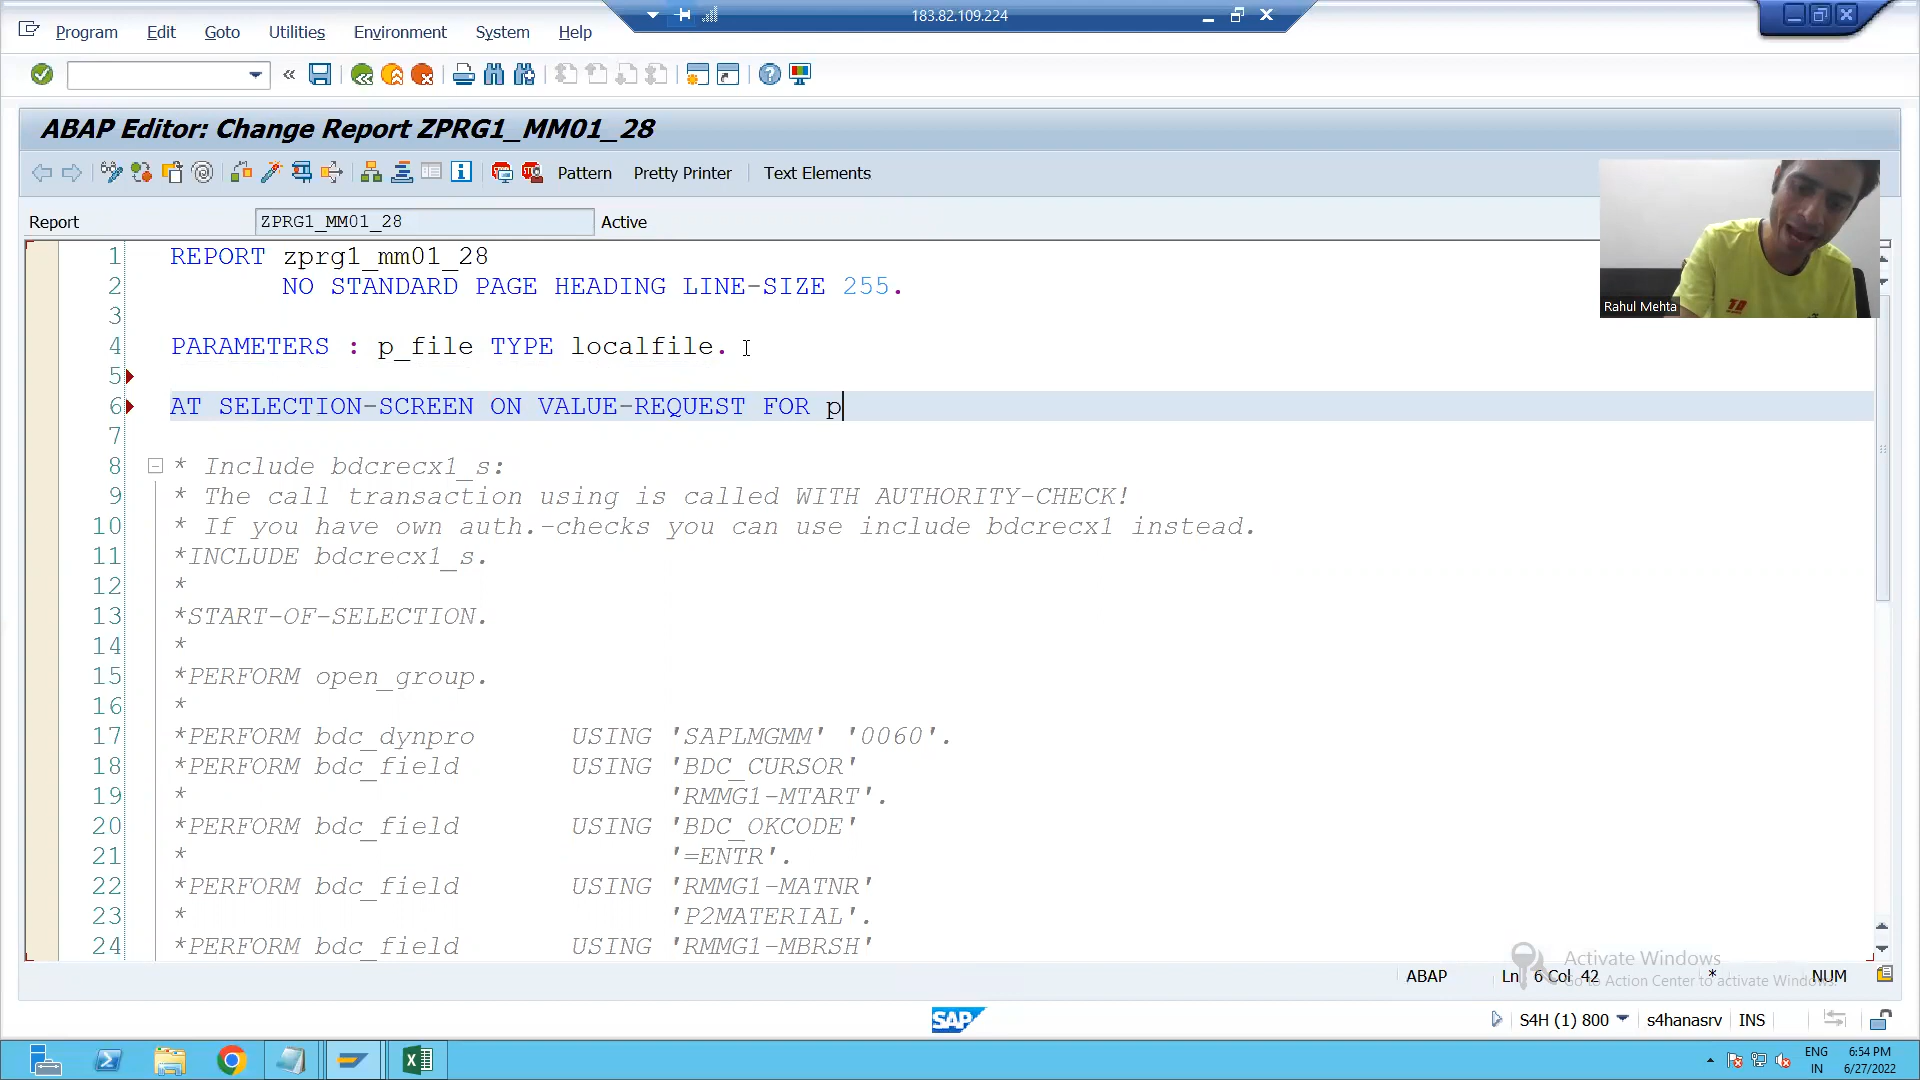 183.82.109.224
Program Edit Goto Utilities Environment System Help
ABAP Editor: Change Report ZPRG1_MM01_28
Pattern Pretty Printer Text Elements
Report ZPRG1_MM01_28 Active
Rahul Mehta
1 REPORT zprg1_mm01_28
2 NO STANDARD PAGE HEADING LINE-SIZE 255.
3
4 PARAMETERS : p_file TYPE localfile.
5
6 AT SELECTION-SCREEN ON VALUE-REQUEST FOR p
7
8 * Include bdcrecx1_s:
9 * The call transaction using is called WITH AUTHORITY-CHECK!
10 * If you have own auth.-checks you can use include bdcrecx1 instead.
11 *INCLUDE bdcrecx1_s.
12 *
13 *START-OF-SELECTION.
14 *
15 *PERFORM open_group.
16 *
17 *PERFORM bdc_dynpro USING 'SAPLMGMM' '0060'.
18 *PERFORM bdc_field USING 'BDC_CURSOR'
19 * 'RMMG1-MTART'.
20 *PERFORM bdc_field USING 'BDC_OKCODE'
21 * '=ENTR'.
22 *PERFORM bdc_field USING 'RMMG1-MATNR'
23 * 'P2MATERIAL'.
24 *PERFORM bdc_field USING 'RMMG1-MBRSH'
Activate Windows
Go to Action Center to activate Windows.
ABAP Ln 6 Col 42 * NUM
SAP S4H (1) 800 s4hanasrv INS
ENG 6:54 PM
IN 6/27/2022